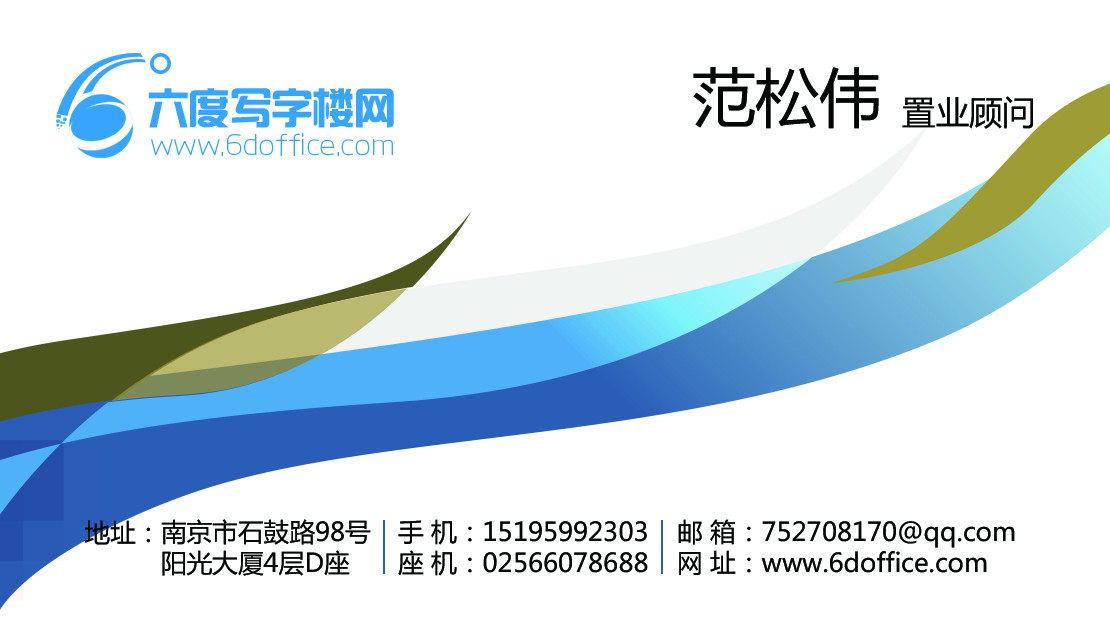 六度写字楼网
www.6doffice.com
范松伟 置业顾问
地址：南京市石鼓路98号
阳光大厦4层D座
手 机：15195992303
座 机：02566078688
邮 箱：752708170@qq.com
网 址：www.6doffice.com